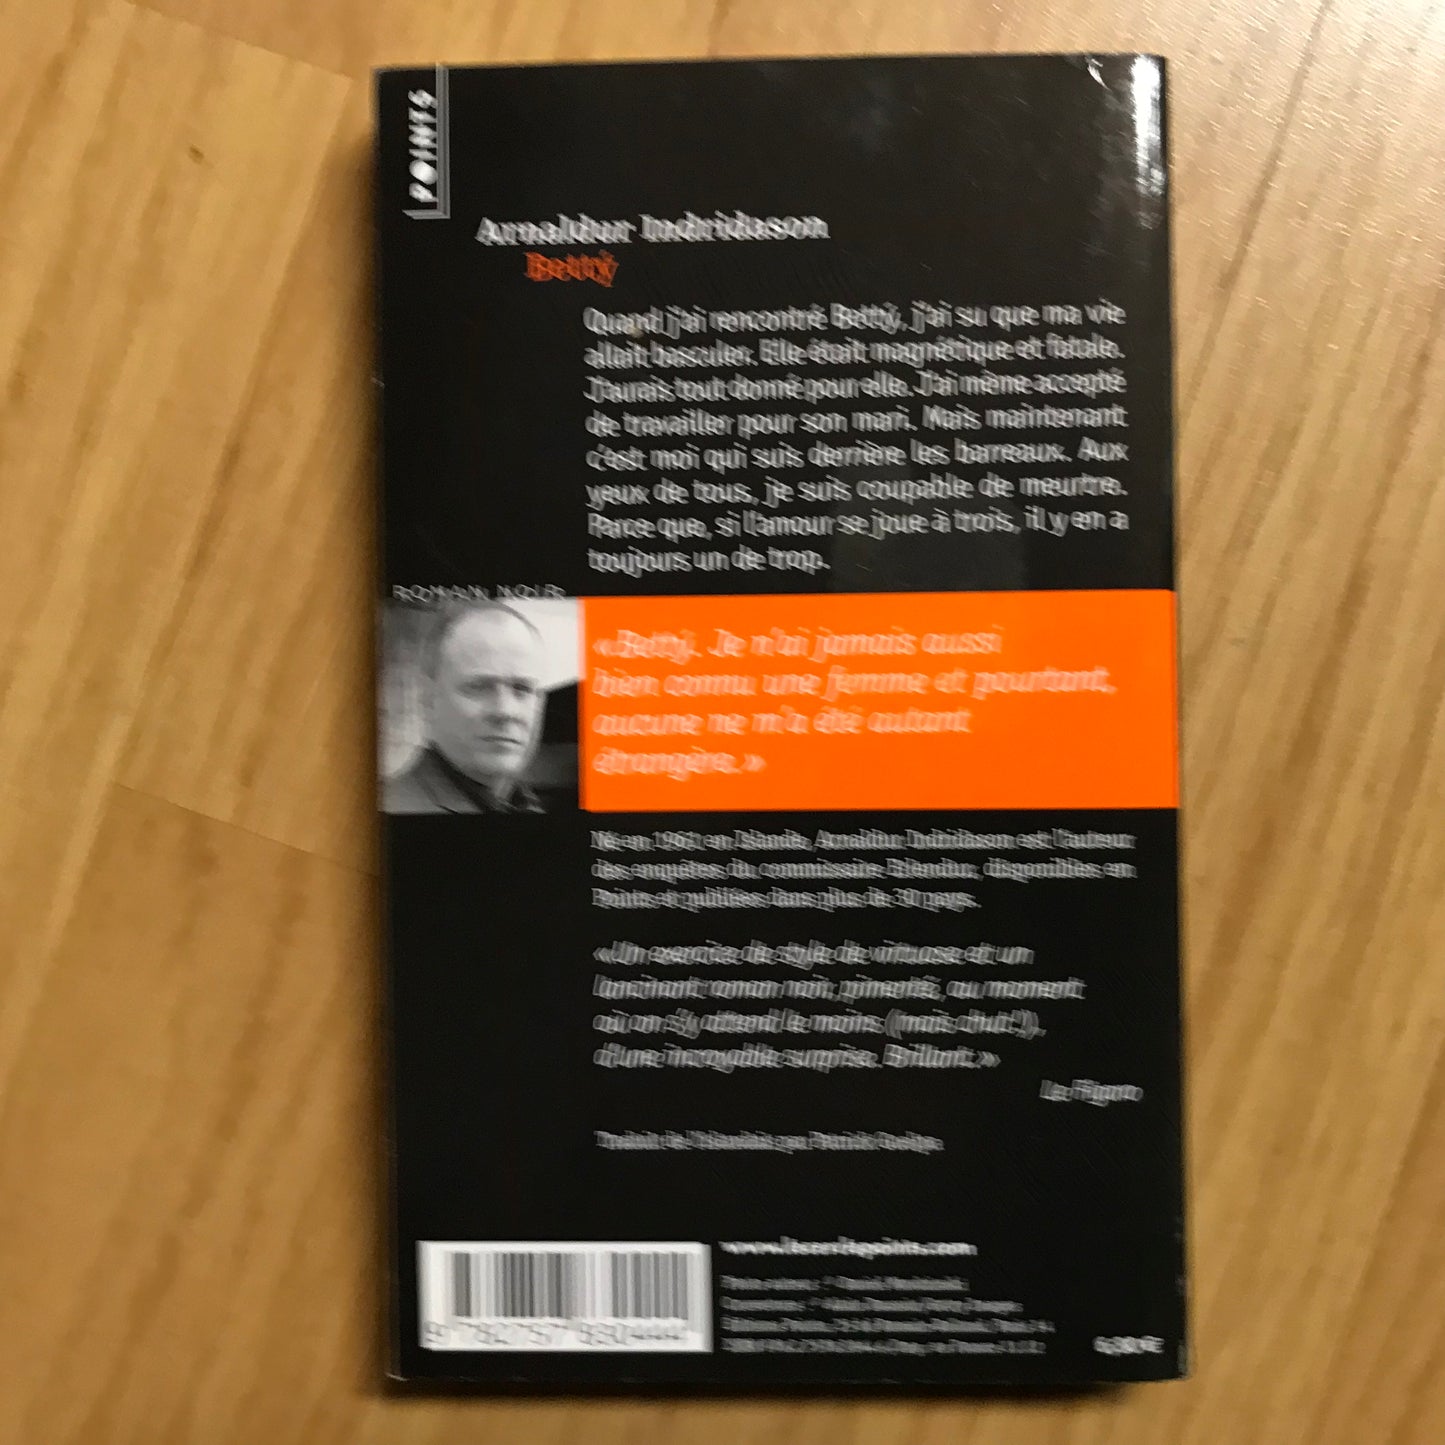 POINTS
Arnaldur Indridason
Bettý
Quand j'ai rencontré Bettý, j'ai su que ma vie
allait basculer. Elle était magnétique et fatale.
J'aurais tout donné pour elle. J'ai même accepté
de travailler pour son mari. Mais maintenant
c'est moi qui suis derrière les barreaux. Aux
yeux de tous, je suis coupable de meurtre.
Parce que, si l'amour se joue à trois, il y en a
toujours un de trop.
ROMAN NOIR
«Bettý. Je n'ai jamais aussi
bien connu une femme et pourtant,
aucune ne m'a été autant
étrangère.»
Né en 1961 en Islande, Arnaldur Indridason est l'auteur
des enquêtes du commissaire Erlendur, disponibles en
Points et publiées dans plus de 30 pays.
«Un exercice de style de virtuose et un
lancinant roman noir, pimenté, au moment
où on s'y attend le moins (mais chut!),
d'une incroyable surprise. Brillant.»
Le Figaro
Traduit de l'islandais par Patrick Guelpa
www.lecerclepoints.com